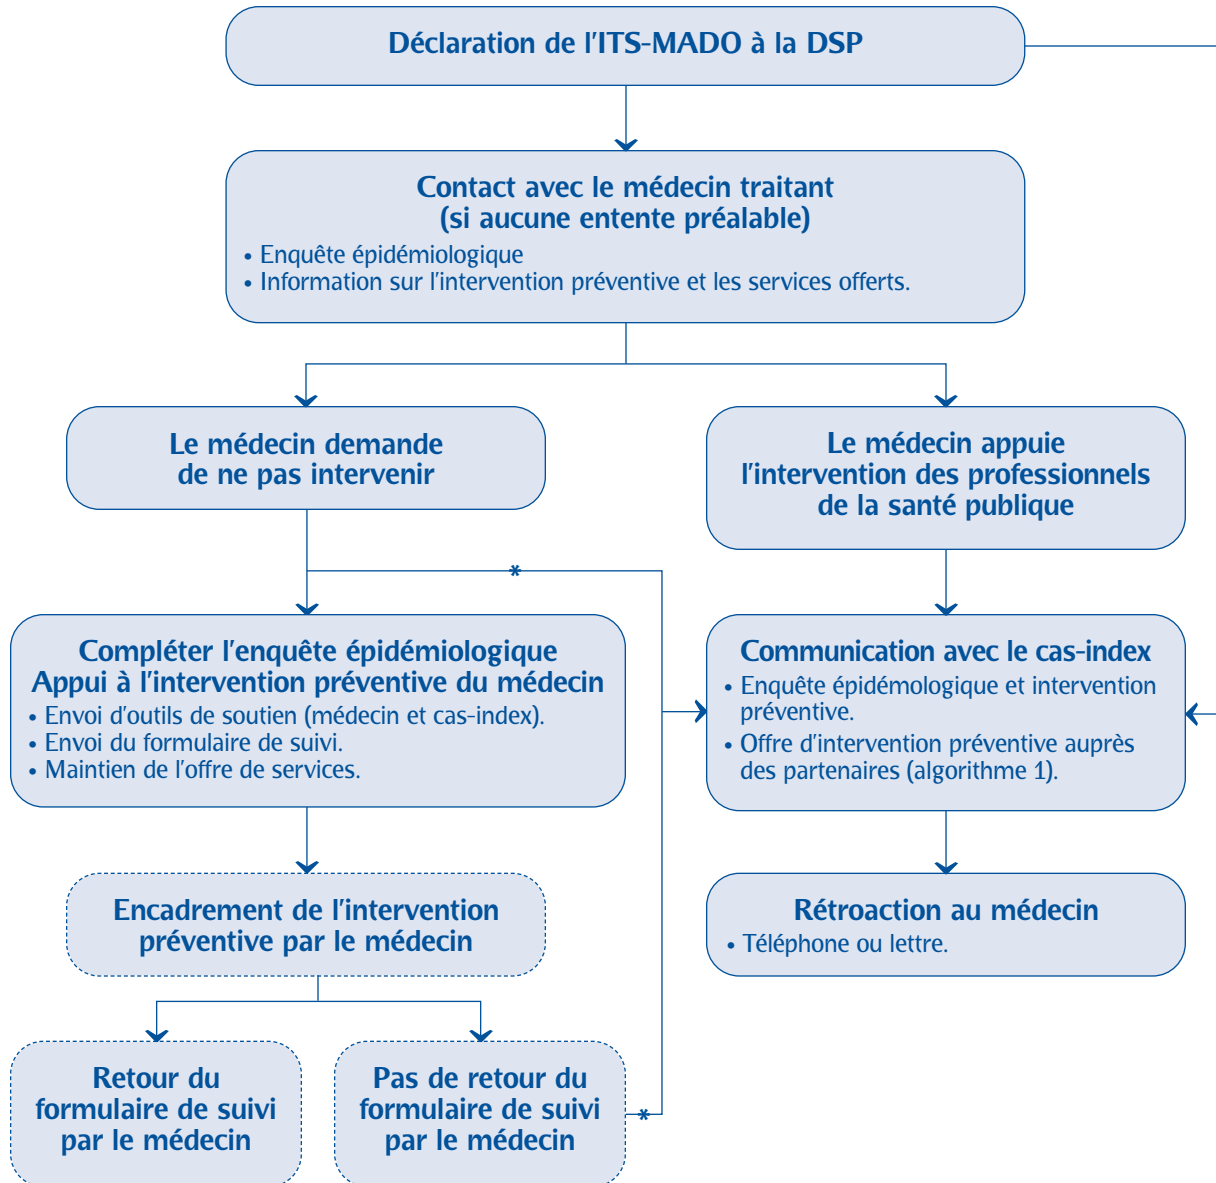 Déclaration de l'ITS-MADO à la DSP
Contact avec le médecin traitant
(si aucune entente préalable)
• Enquête épidémiologique
• Information sur l'intervention préventive et les services offerts.
Le médecin demande
de ne pas intervenir
Le médecin appuie
l'intervention des professionnels
de la santé publique
*
Compléter l'enquête épidémiologique
Appui à l'intervention préventive du médecin
• Envoi d'outils de soutien (médecin et cas-index).
• Envoi du formulaire de suivi.
• Maintien de l'offre de services.
Communication avec le cas-index
• Enquête épidémologique et intervention
préventive.
• Offre d'intervention préventive auprès
des partenaires (algorithme 1).
Encadrement de l'intervention
préventive par le médecin
Rétroaction au médecin
• Téléphone ou lettre.
Retour du
formulaire de suivi
par le médecin
Pas de retour du
formulaire de suivi
par le médecin
*